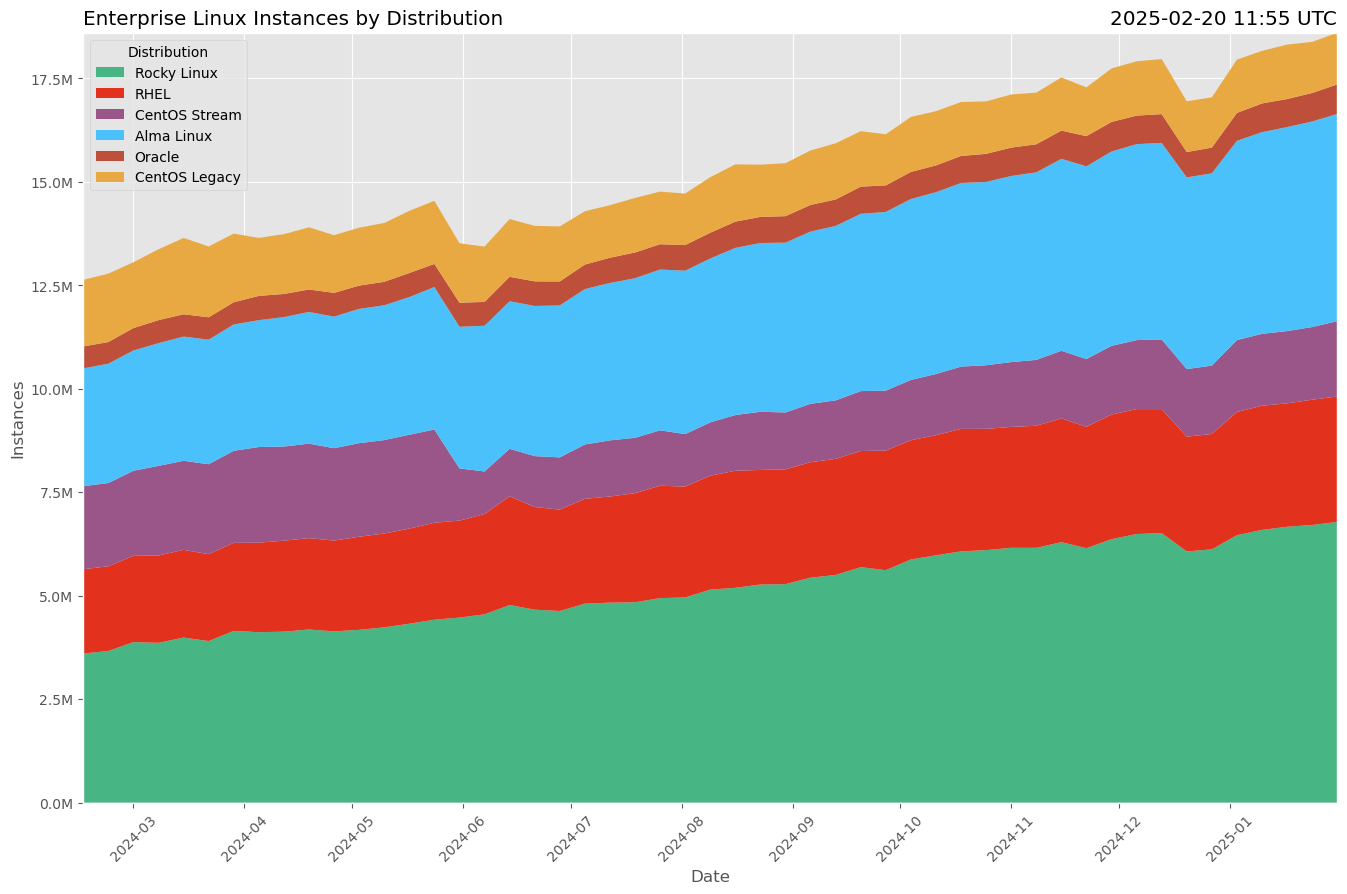 Enterprise Linux Instances by Distribution
2025-02-20 11:55 UTC
Distribution
Rocky Linux
RHEL
CentOS Stream
Alma Linux
Oracle
CentOS Legacy
17.5M
15.0M
12.5M
10.0M
7.5M
5.0M
2.5M
0.0M
Instances
2024-03
2024-04
2024-05
2024-06
2024-07
2024-08
2024-09
2024-10
2024-11
2024-12
2025-01
Date